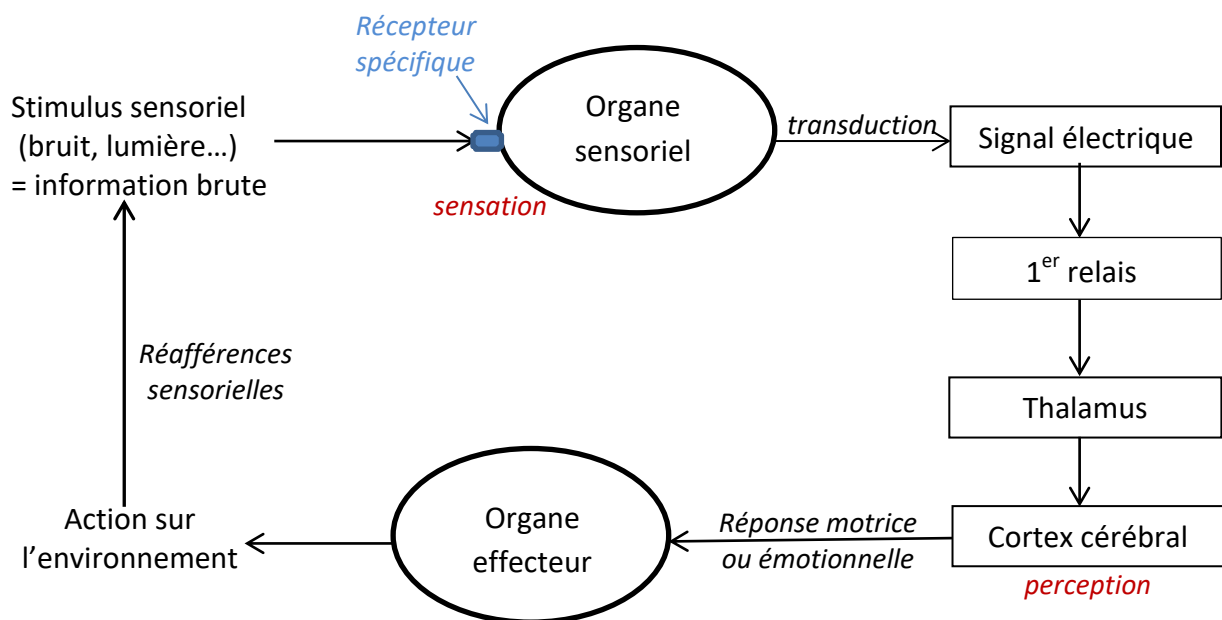 Récepteur
spécifique
Stimulus sensoriel
(bruit, lumière…)
= information brute
Organe
sensoriel
sensation
transduction
Signal électrique
1er relais
Thalamus
Cortex cérébral
perception
Réponse motrice
ou émotionnelle
Organe
effecteur
Action sur
l’environnement
Réafférences
sensorielles